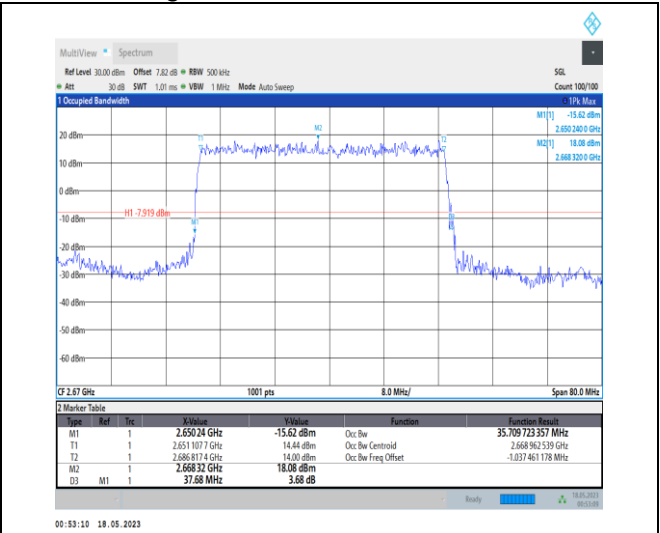 MultiView Spectrum
Ref Level 30.00 dBm Offset 7.82 dB RBW 500 kHz SGL
Att 30 dB SWT 1.01 ms VBW 1 MHz Mode Auto Sweep Count 100/100
1 Occupied Bandwidth 1Pk Max
M1[1] -15.62 dBm
2.650 240 0 GHz
M2[1] 18.08 dBm
2.668 320 0 GHz
20 dBm
T1 M2 T2
10 dBm
0 dBm
H1 -7.919 dBm
-10 dBm
M1
-20 dBm
-30 dBm
-40 dBm
-50 dBm
-60 dBm
CF 2.67 GHz 1001 pts 8.0 MHz/ Span 80.0 MHz
2 Marker Table
Type Ref Trc X-Value Y-Value Function Function Result
M1 1 2.65024 GHz -15.62 dBm Occ Bw 35.709 723 357 MHz
T1 1 2.651 107 7 GHz 14.44 dBm Occ Bw Centroid 2.668 962 539 GHz
T2 1 2.686 817 4 GHz 14.00 dBm Occ Bw Freq Offset -1.037 461 178 MHz
M2 1 2.66832 GHz 18.08 dBm
D3 M1 1 37.68 MHz 3.68 dB
Ready 18.05.2023
00:53:09
00:53:10 18.05.2023